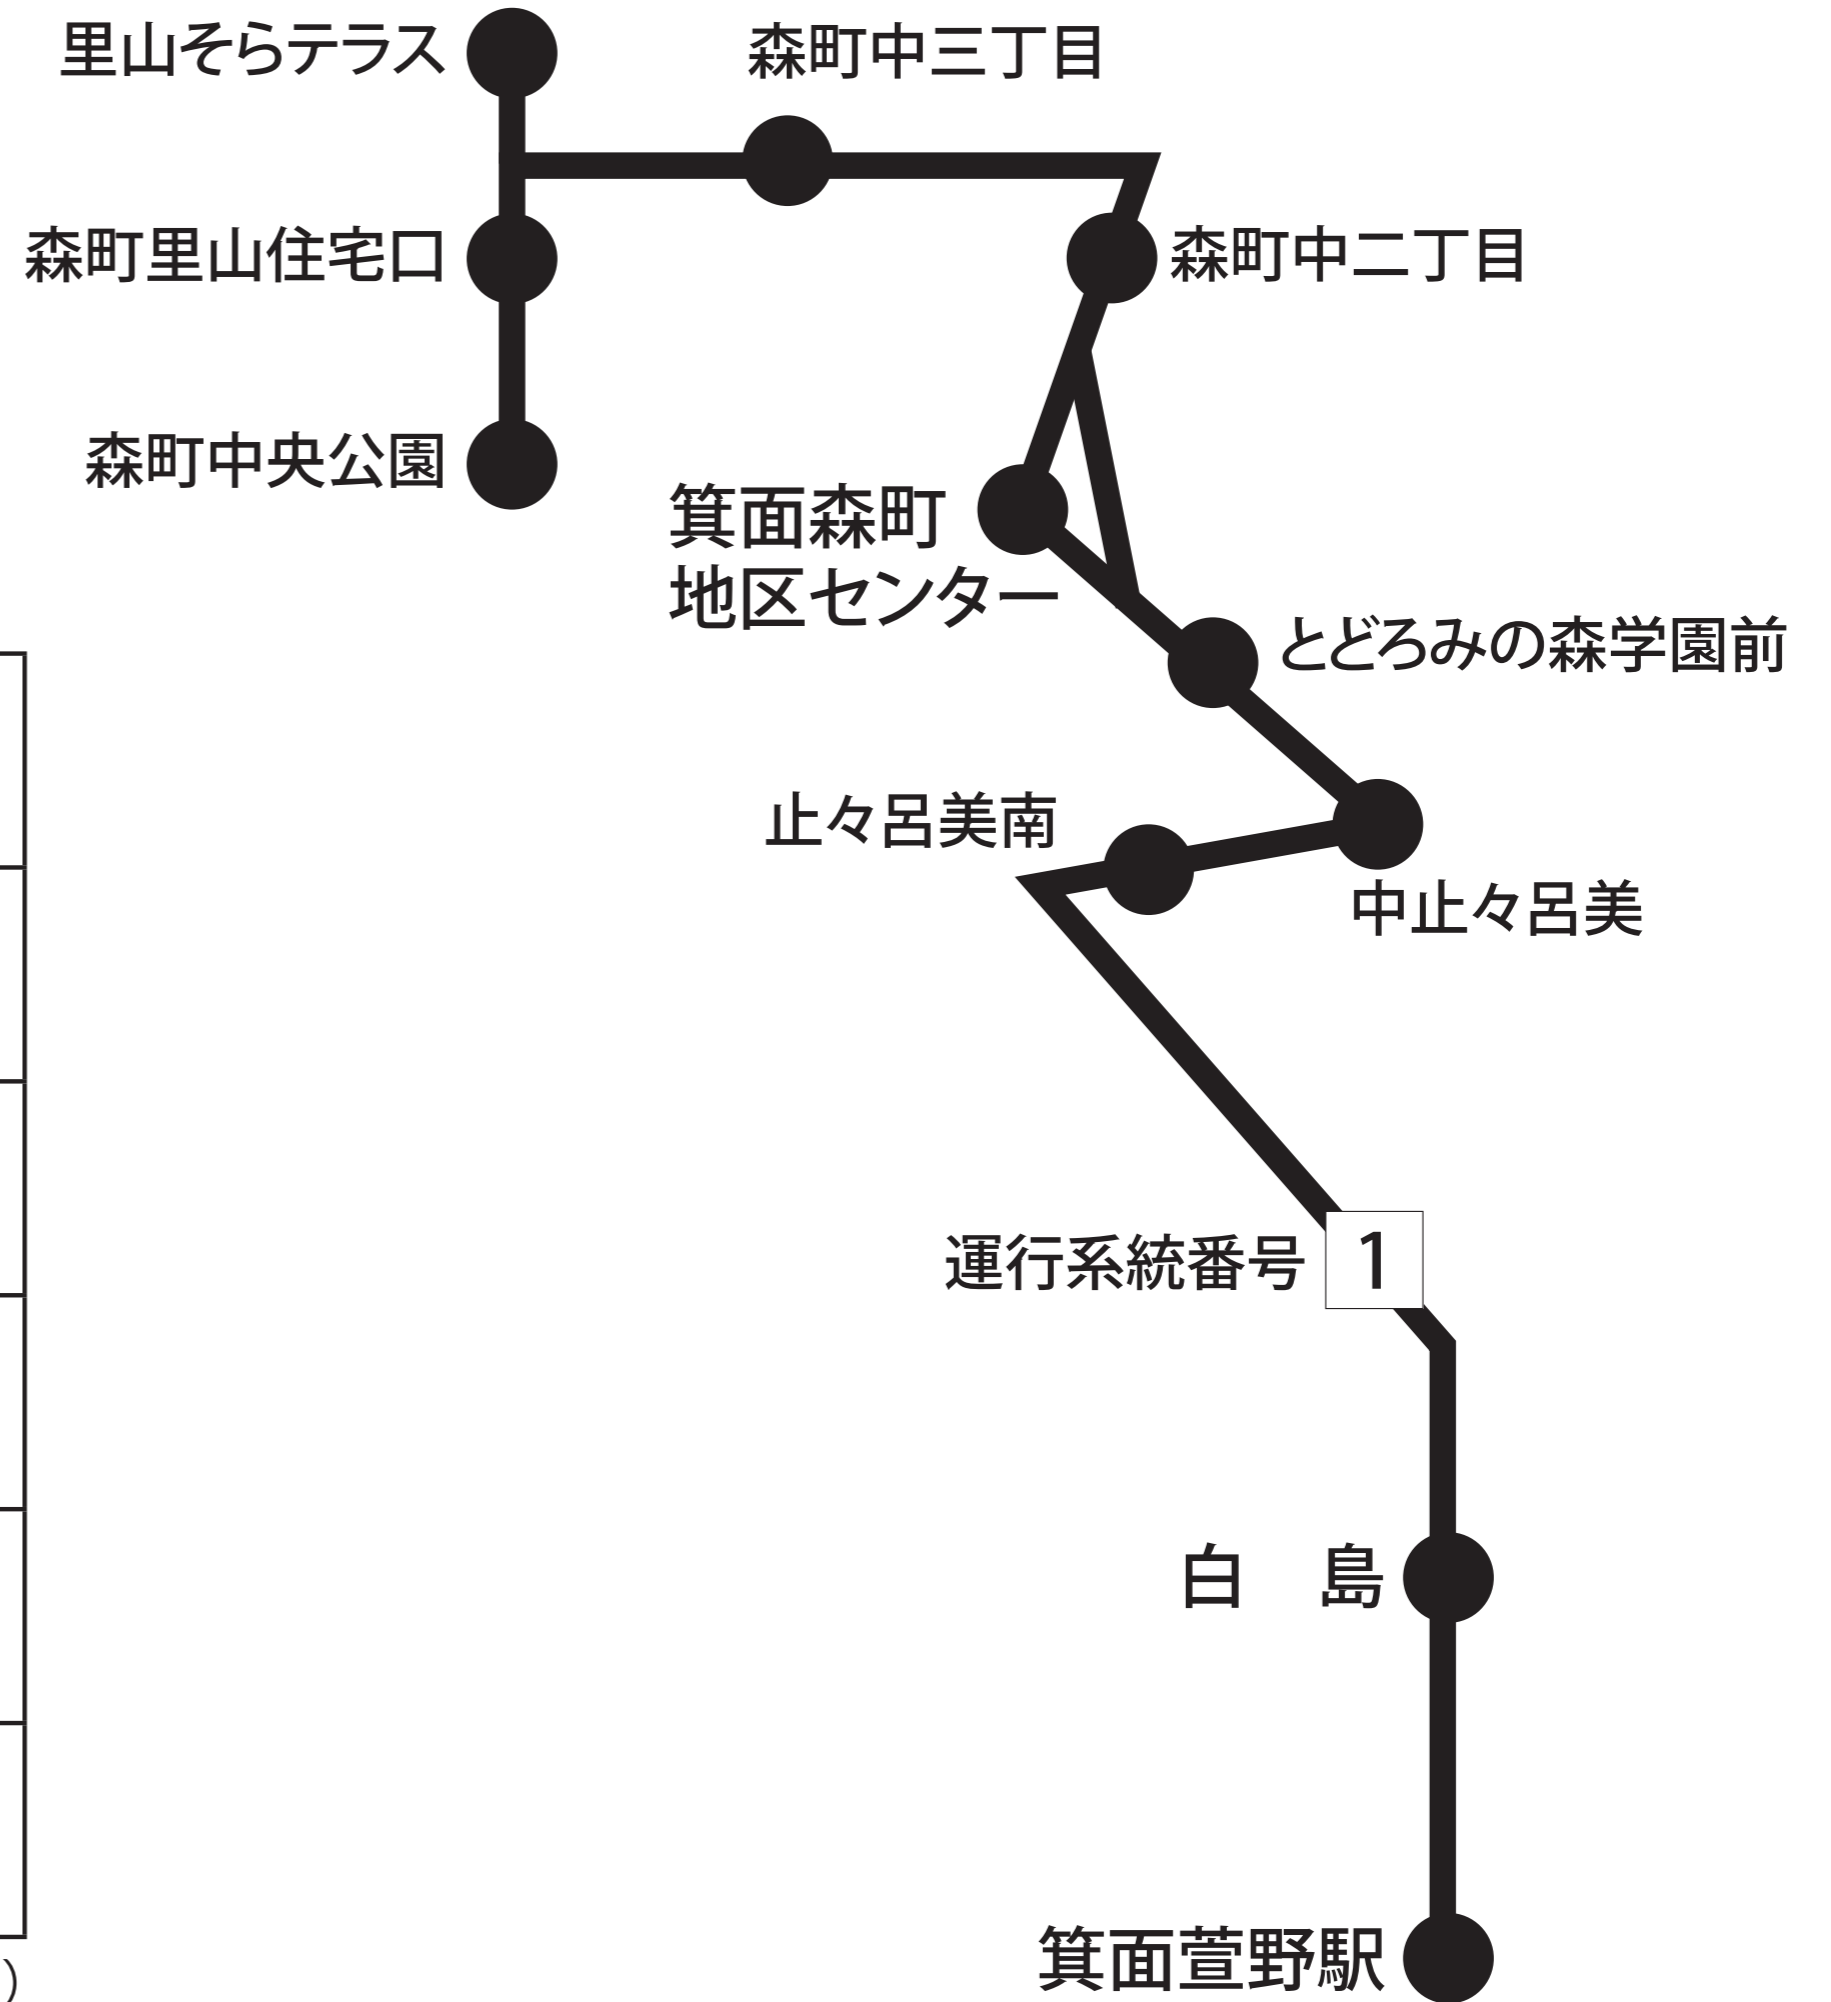 里山そらテラス
森町中三丁目
森町里山住宅口
森町中二丁目
森町中央公園
箕面森町
地区センター
とどろみの森学園前
止々呂美南
中止々呂美
運行系統番号 1
白　島
箕面萱野駅
)